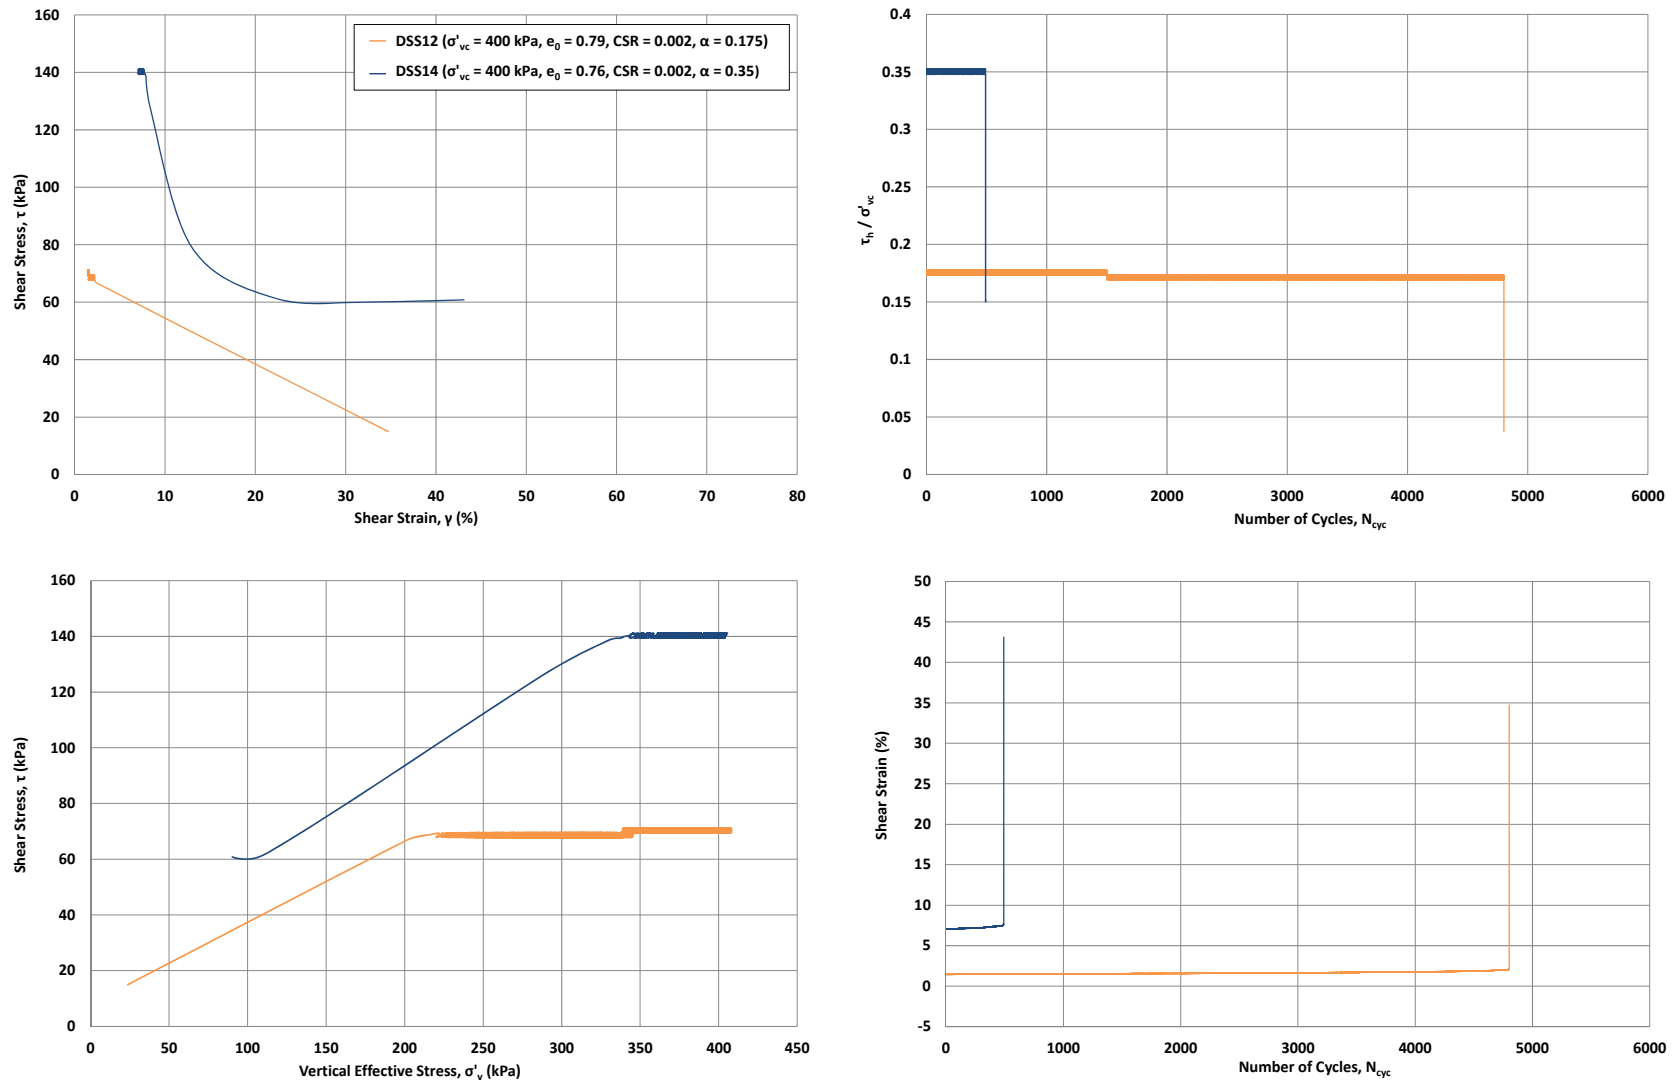 160
140
120
100
80
60
40
20
0
Shear Stress, τ (kPa)
DSS12 (σ'vc = 400 kPa, e0 = 0.79, CSR = 0.002, α = 0.175)
DSS14 (σ'vc = 400 kPa, e0 = 0.76, CSR = 0.002, α = 0.35)
0 10 20 30 40 50 60 70 80
Shear Strain, γ (%)
0.4
0.35
0.3
0.25
0.2
0.15
0.1
0.05
0
τh / σ'vc
0 1000 2000 3000 4000 5000 6000
Number of Cycles, Ncyc
160
140
120
100
80
60
40
20
0
Shear Stress, τ (kPa)
0 50 100 150 200 250 300 350 400 450
Vertical Effective Stress, σ'v (kPa)
50
45
40
35
30
25
20
15
10
5
0
-5
Shear Strain (%)
0 1000 2000 3000 4000 5000 6000
Number of Cycles, Ncyc